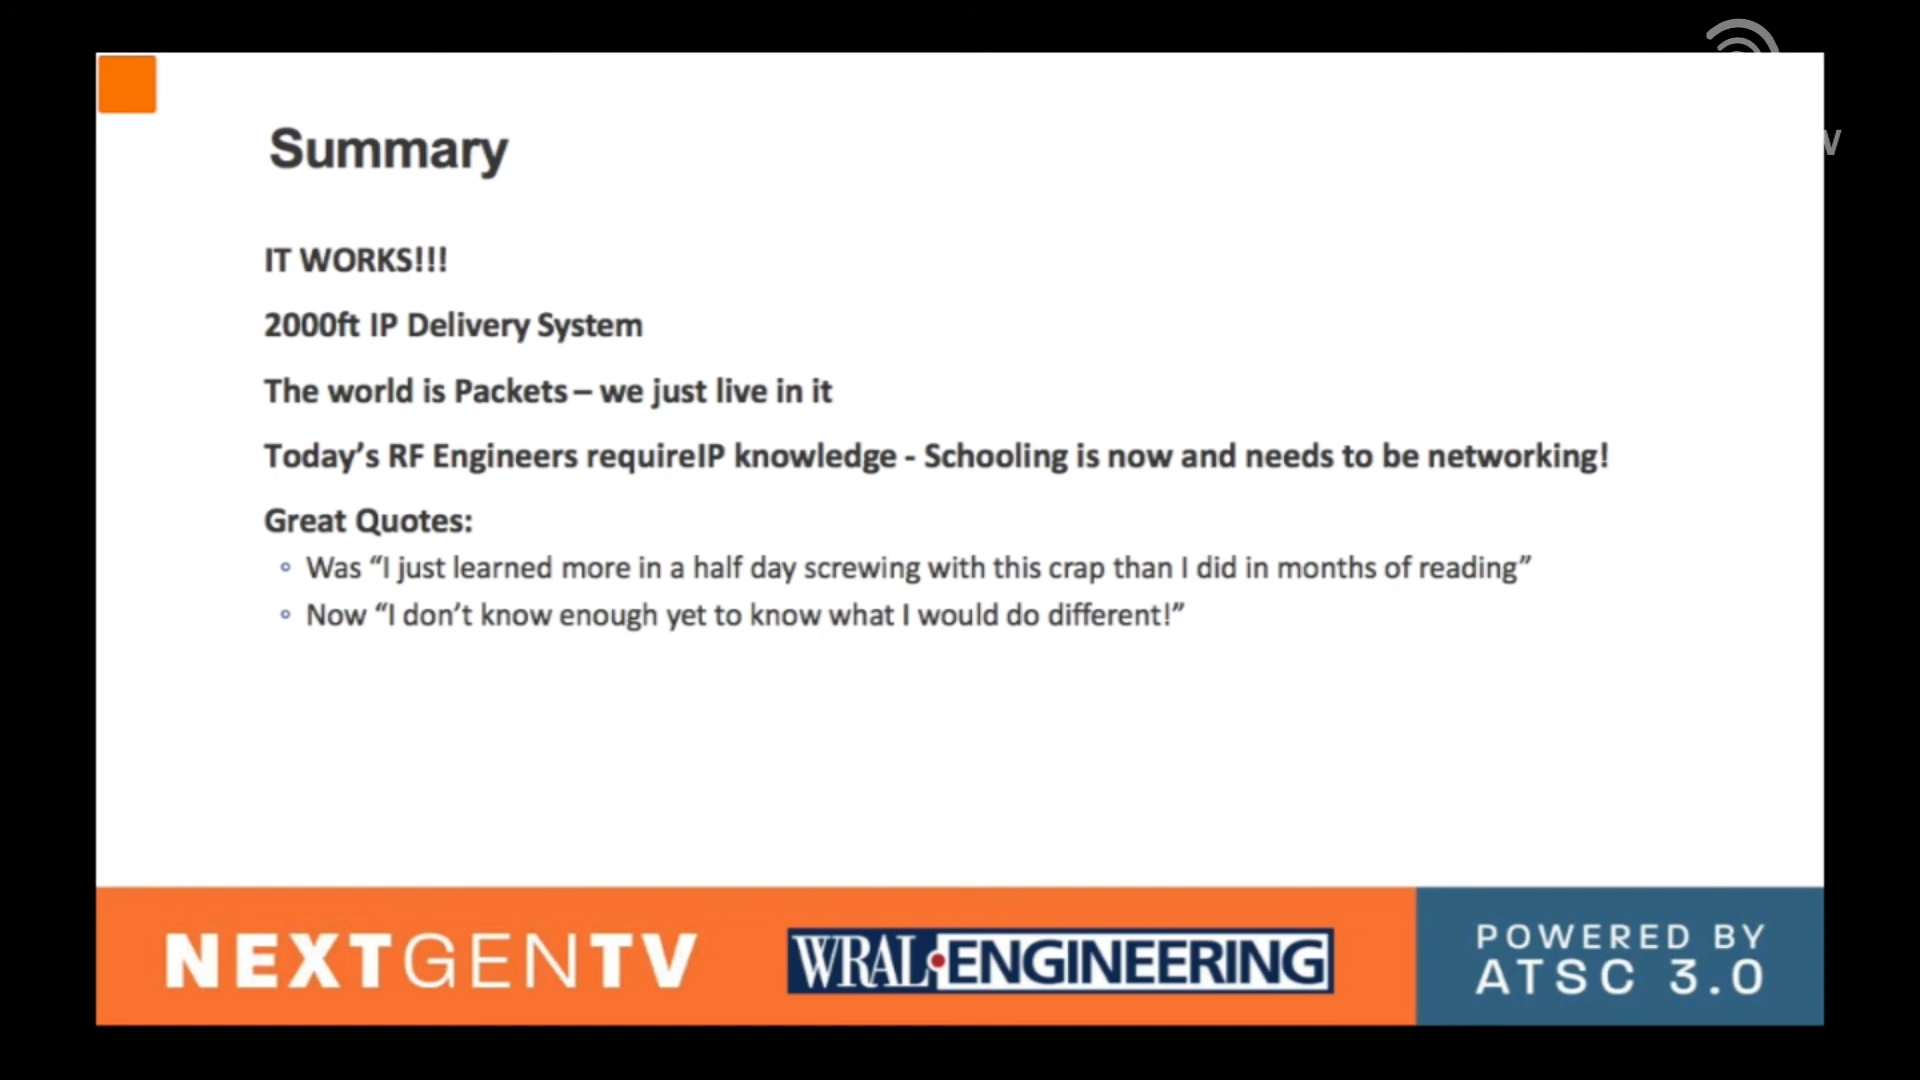 Summary
IT WORKS!!!
2000ft IP Delivery System
The world is Packets – we just live in it
Today’s RF Engineers requireIP knowledge - Schooling is now and needs to be networking!
Great Quotes:
Was “I just learned more in a half day screwing with this crap than I did in months of reading”
Now “I don’t know enough yet to know what I would do different!”
NEXTGENTV
WRAL ENGINEERING
POWERED BY
ATSC 3.0